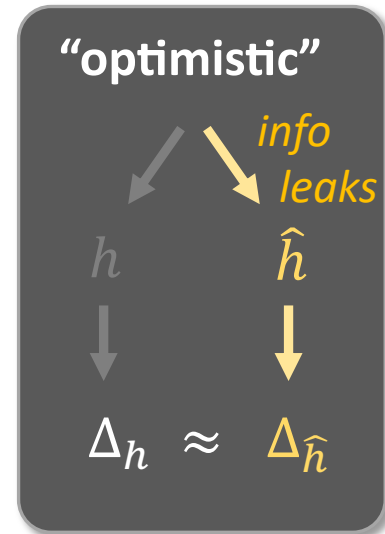 “optimistic”
info
leaks
h ĥ
Δ_h ≈ Δ_ĥ